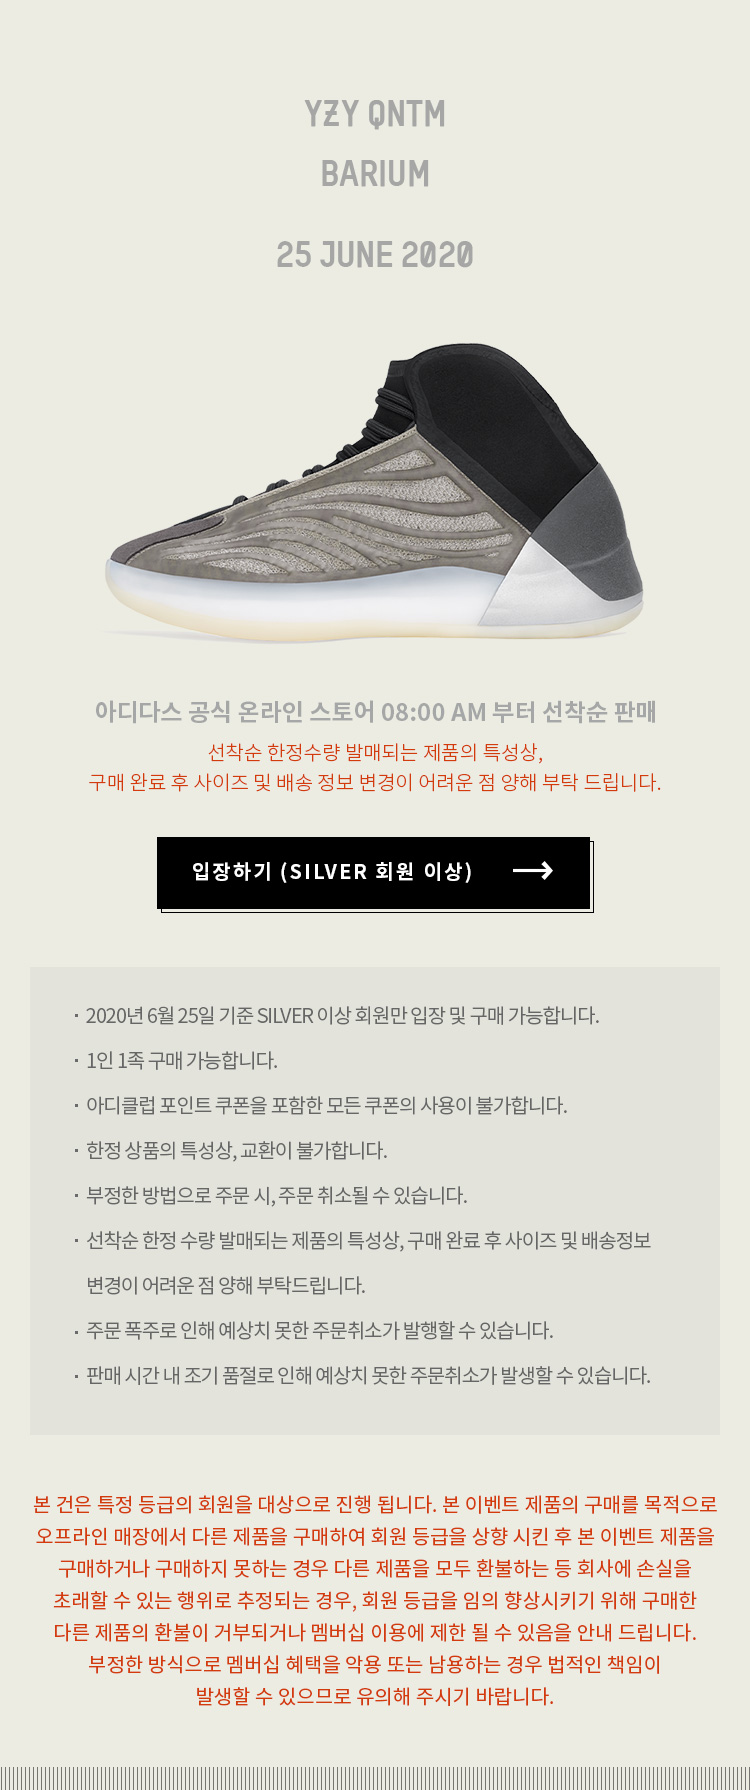 YZY QNTM
BARIUM
25 JUNE 2020
아디다스 공식 온라인 스토어 08:00 AM 부터 선착순 판매
선착순 한정수량 발매되는 제품의 특성상,
구매 완료 후 사이즈 및 배송 정보 변경이 어려운 점 양해 부탁 드립니다.
입장하기 (SILVER 회원 이상)
· 2020년 6월 25일 기준 SILVER 이상 회원만 입장 및 구매 가능합니다.
· 1인 1족 구매 가능합니다.
· 아디클럽 포인트 쿠폰을 포함한 모든 쿠폰의 사용이 불가합니다.
· 한정 상품의 특성상, 교환이 불가합니다.
· 부정한 방법으로 주문 시, 주문 취소될 수 있습니다.
· 선착순 한정 수량 발매되는 제품의 특성상, 구매 완료 후 사이즈 및 배송정보
변경이 어려운 점 양해 부탁드립니다.
· 주문 폭주로 인해 예상치 못한 주문취소가 발행할 수 있습니다.
· 판매 시간 내 조기 품절로 인해 예상치 못한 주문취소가 발생할 수 있습니다.
본 건은 특정 등급의 회원을 대상으로 진행 됩니다. 본 이벤트 제품의 구매를 목적으로
오프라인 매장에서 다른 제품을 구매하여 회원 등급을 상향 시킨 후 본 이벤트 제품을
구매하거나 구매하지 못하는 경우 다른 제품을 모두 환불하는 등 회사에 손실을
초래할 수 있는 행위로 추정되는 경우, 회원 등급을 임의 향상시키기 위해 구매한
다른 제품의 환불이 거부되거나 멤버십 이용에 제한 될 수 있음을 안내 드립니다.
부정한 방식으로 멤버십 혜택을 악용 또는 남용하는 경우 법적인 책임이
발생할 수 있으므로 유의해 주시기 바랍니다.